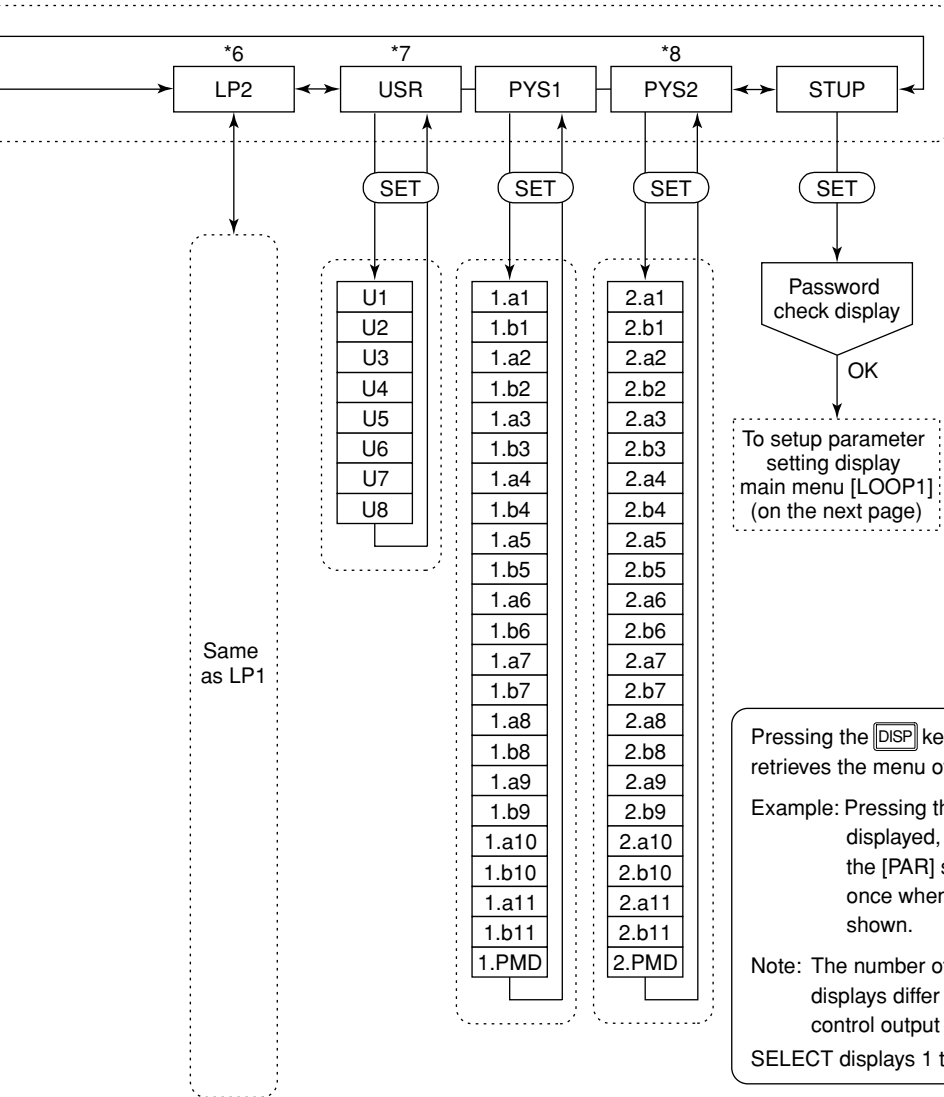 *6
*7
*8
LP2
USR
PYS1
PYS2
STUP
SET
SET
SET
SET
U1
U2
U3
U4
U5
U6
U7
U8
1.a1
1.b1
1.a2
1.b2
1.a3
1.b3
1.a4
1.b4
1.a5
1.b5
1.a6
1.b6
1.a7
1.b7
1.a8
1.b8
1.a9
1.b9
1.a10
1.b10
1.a11
1.b11
1.PMD
2.a1
2.b1
2.a2
2.b2
2.a3
2.b3
2.a4
2.b4
2.a5
2.b5
2.a6
2.b6
2.a7
2.b7
2.a8
2.b8
2.a9
2.b9
2.a10
2.b10
2.a11
2.b11
2.PMD
Password
check display
OK
To setup parameter
setting display
main menu [LOOP1]
(on the next page)
Same
as LP1
Pressing the DISP ke
retrieves the menu o
Example: Pressing th
displayed,
the [PAR] s
once when
shown.
Note: The number of
displays differ
control output
SELECT displays 1 t